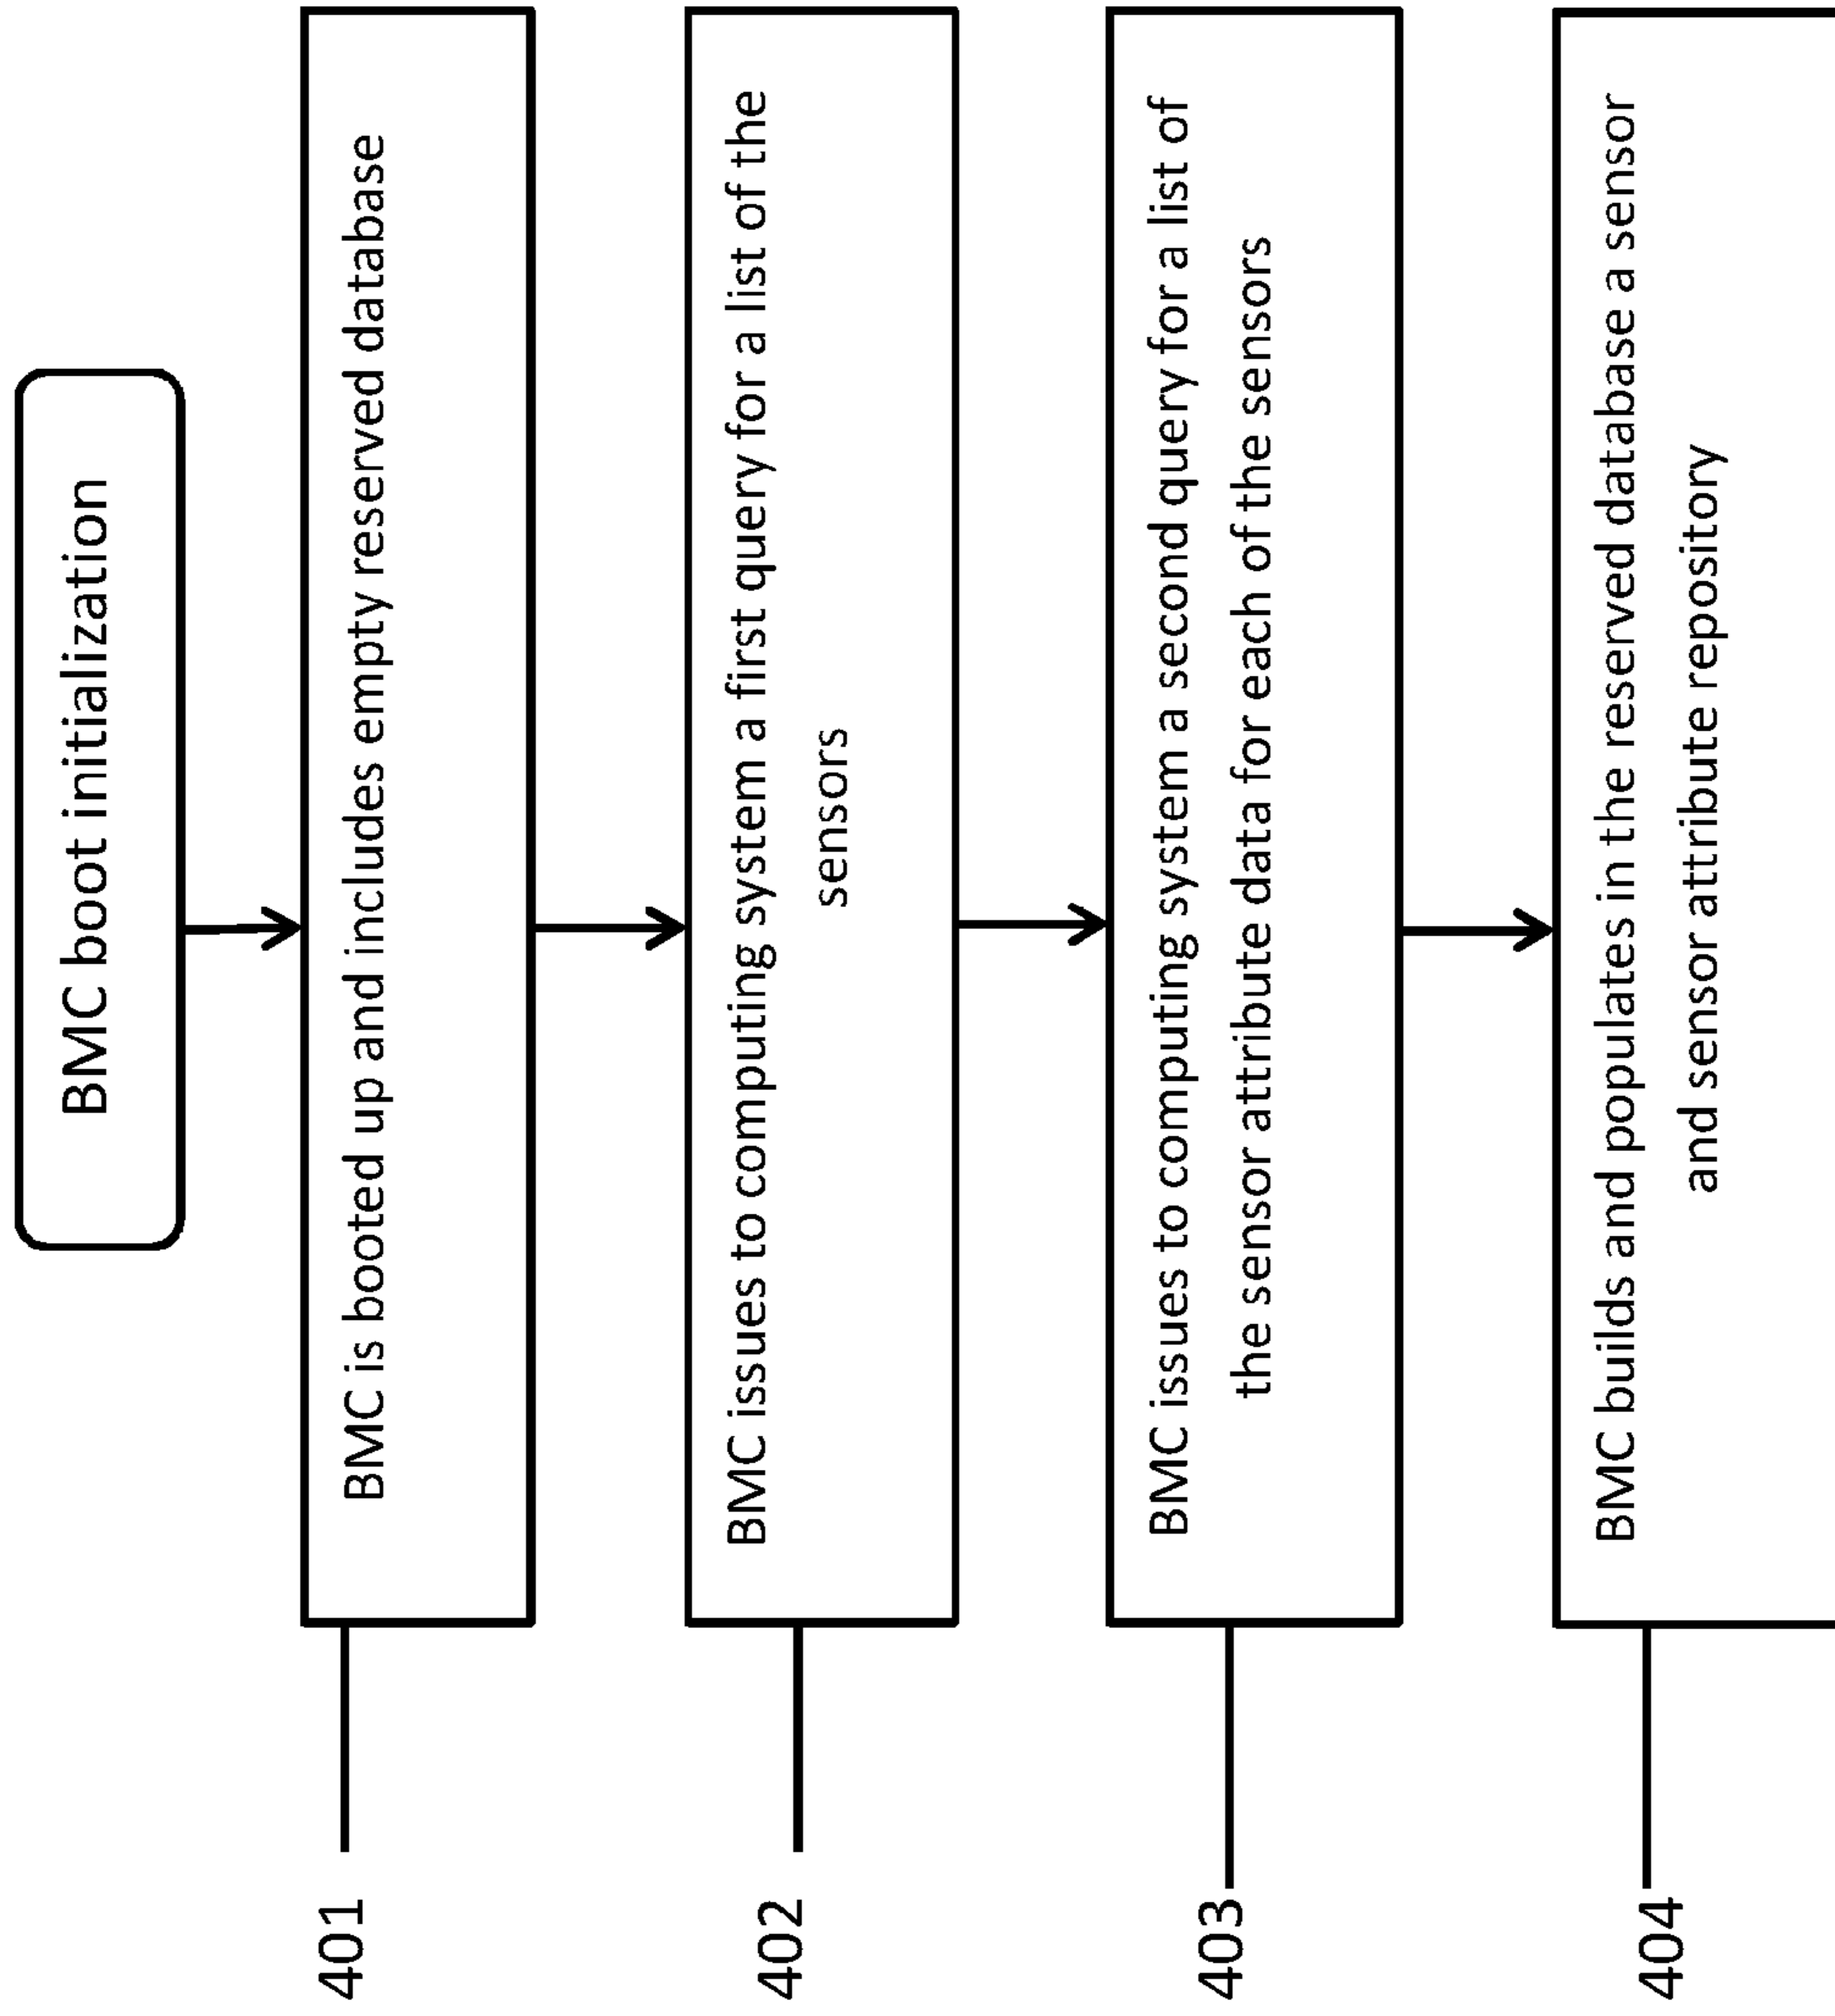 BMC boot initialization
401
BMC is booted up and includes empty reserved database
402
BMC issues to computing system a first query for a list of the
sensors
403
BMC issues to computing system a second query for a list of
the sensor attribute data for each of the sensors
404
BMC builds and populates in the reserved database a sensor
and sensor attribute repository